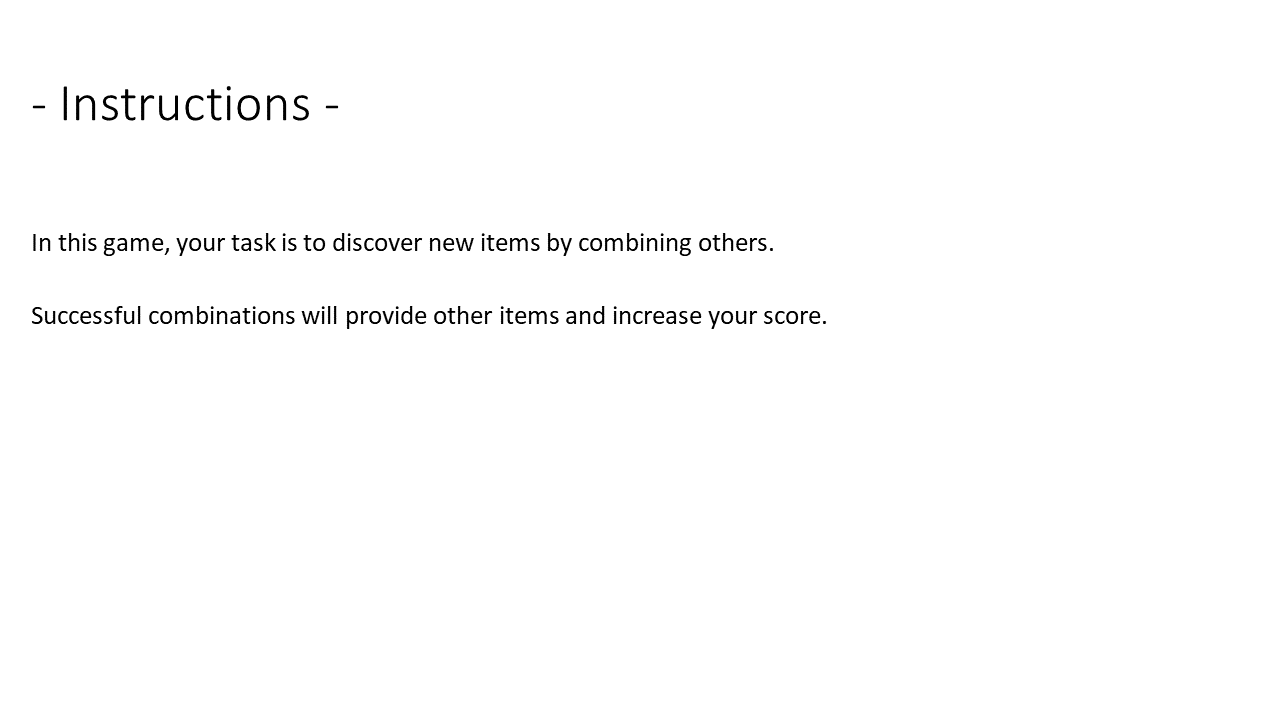 - Instructions -
In this game, your task is to discover new items by combining others.
Successful combinations will provide other items and increase your score.